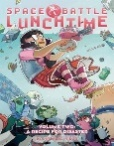 SPACE BATTLE
LUNCHTIME
VOLUME TWO:
A RECIPE FOR DISASTER